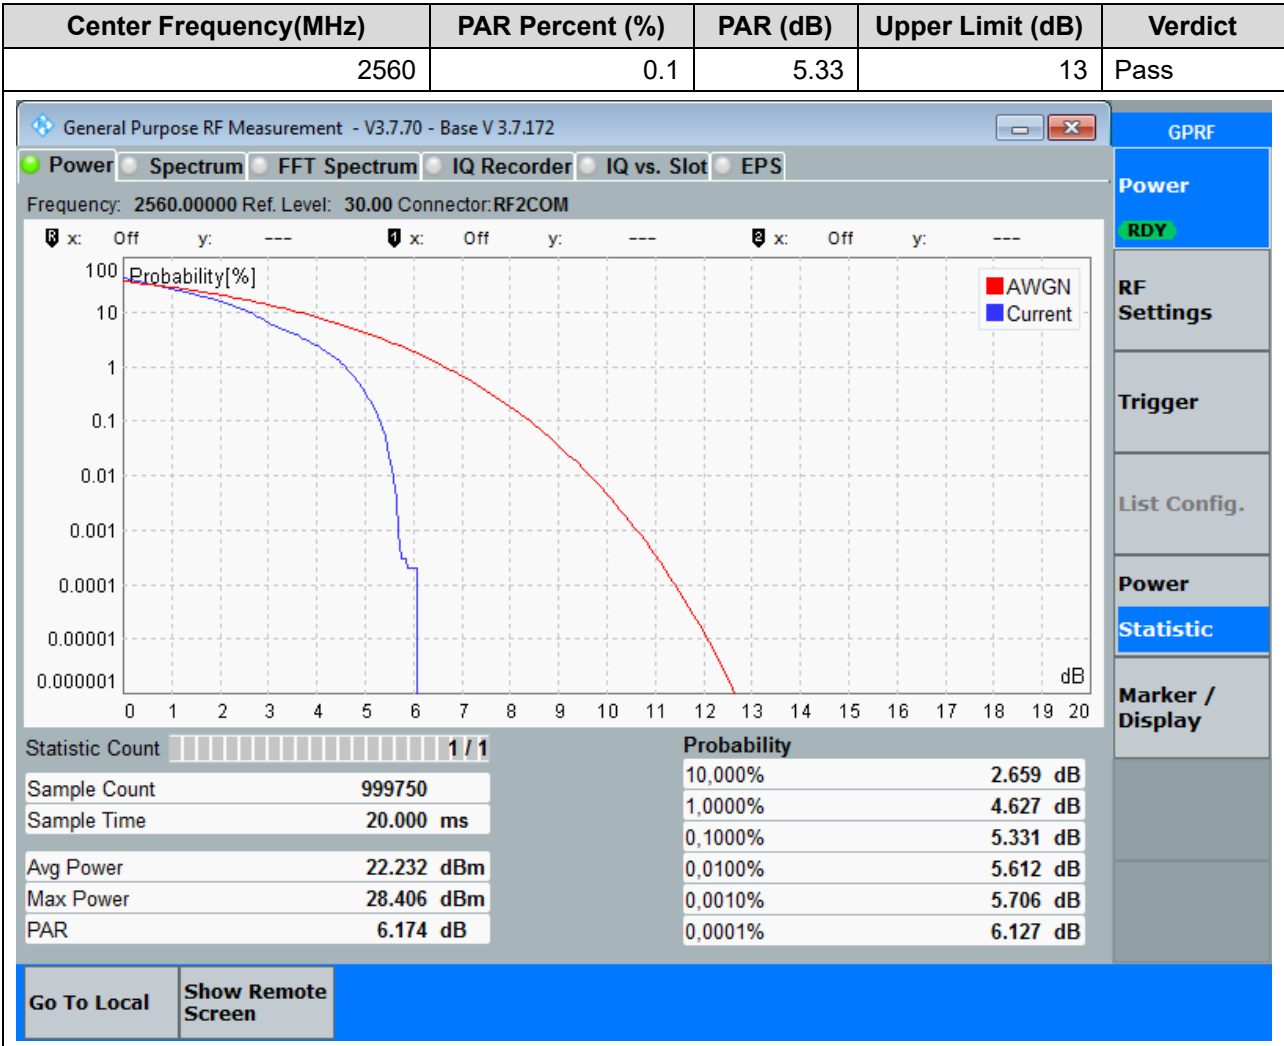 Center Frequency(MHz) PAR Percent (%) PAR (dB) Upper Limit (dB) Verdict
2560 0.1 5.33 13 Pass
General Purpose RF Measurement - V3.7.70 - Base V 3.7.172
GPRF
Power Spectrum FFT Spectrum IQ Recorder IQ vs. Slot EPS
Frequency: 2560.00000 Ref. Level: 30.00 Connector:RF2COM
R x: Off y: --- 1 x: Off y: --- 2 x: Off y: ---
Probability[%]
AWGN
Current
100
10
1
0.1
0.01
0.001
0.0001
0.00001
0.000001
dB
0 1 2 3 4 5 6 7 8 9 10 11 12 13 14 15 16 17 18 19 20
Statistic Count 1 / 1
Sample Count 999750
Sample Time 20.000 ms
Avg Power 22.232 dBm
Max Power 28.406 dBm
PAR 6.174 dB
Probability
10,000% 2.659 dB
1,0000% 4.627 dB
0,1000% 5.331 dB
0,0100% 5.612 dB
0,0010% 5.706 dB
0,0001% 6.127 dB
Power
RDY
RF
Settings
Trigger
List Config.
Power
Statistic
Marker /
Display
Go To Local
Show Remote
Screen